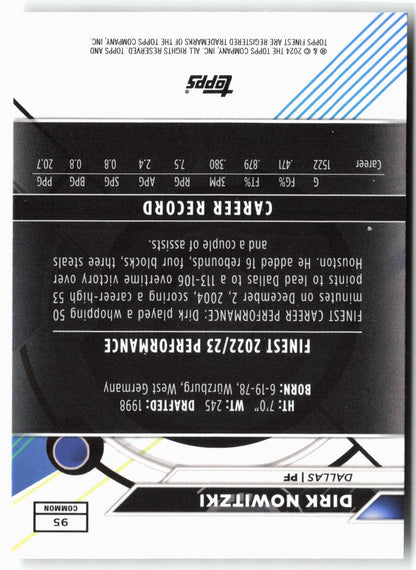 95
COMMON
DIRK NOWITZKI
DALLAS | PF
HT: 7'0" WT: 245 DRAFTED: 1998
BORN: 6-19-78, Würzburg, West Germany
FINEST 2022/23 PERFORMANCE
FINEST CAREER PERFORMANCE: Dirk played a whopping 50
minutes on December 2, 2004, scoring a career-high 53
points to lead to Dallas to a 113-106 overtime victory over
Houston. He added 16 rebounds, four blocks, three steals
and a couple of assists.
CAREER RECORD
G FG% FT% 3PM RPG APG SPG BPG PPG
Career 1522 .471 .879 .380 7.5 2.4 0.8 0.8 20.7
topps
® & © 2024 THE TOPPS COMPANY, INC. ALL RIGHTS RESERVED. TOPPS AND
TOPPS FINEST ARE REGISTERED TRADEMARKS OF THE TOPPS COMPANY, INC.